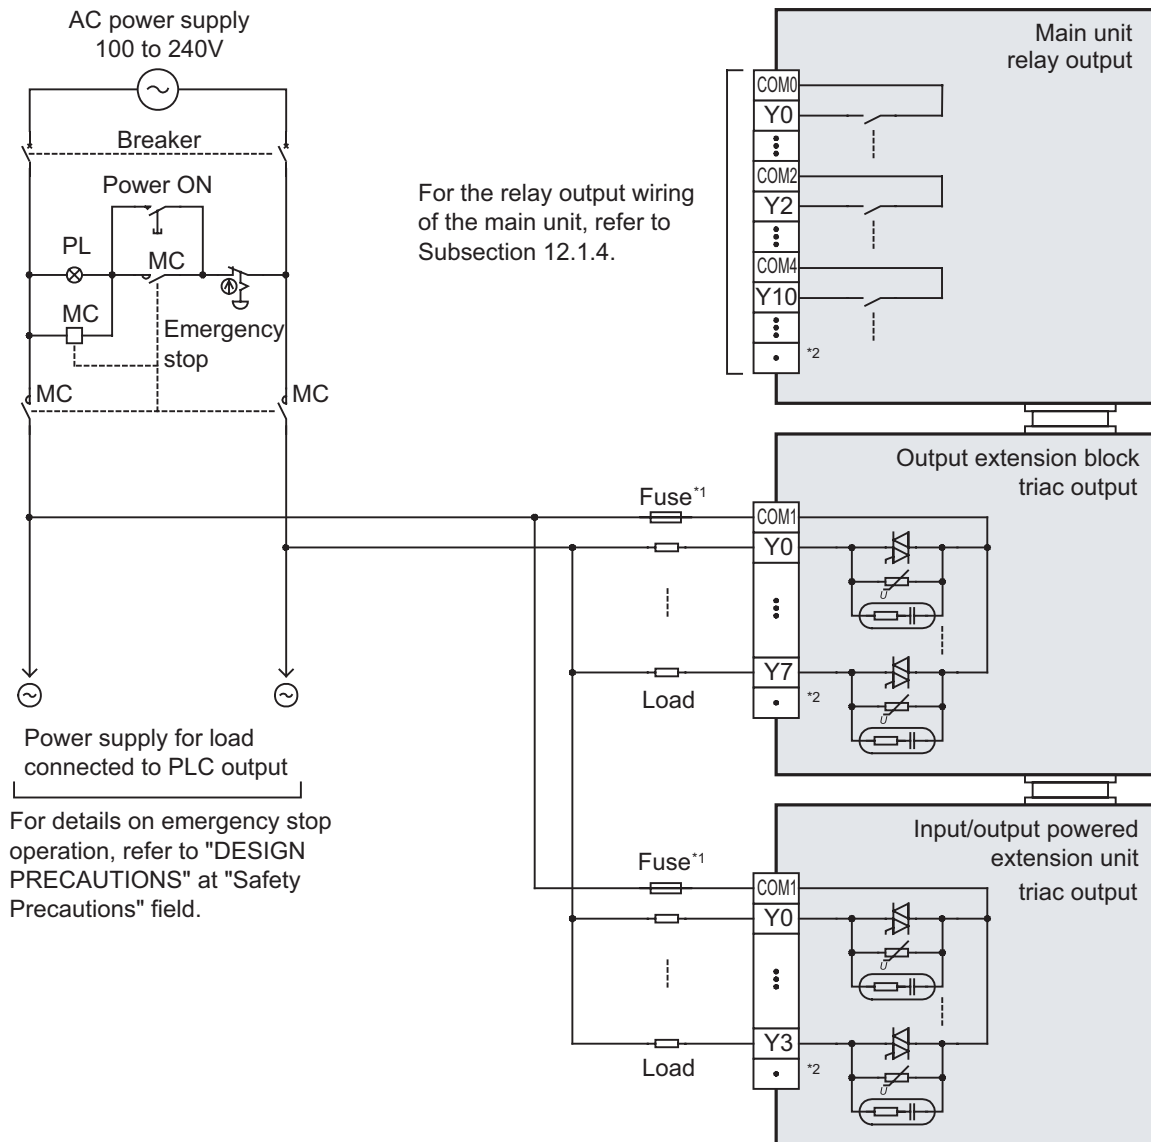 AC power supply
100 to 240V
Breaker
Power ON
PL
MC
MC
Emergency
stop
MC
MC
Power supply for load
connected to PLC output
For details on emergency stop
operation, refer to "DESIGN
PRECAUTIONS" at "Safety
Precautions" field.
For the relay output wiring
of the main unit, refer to
Subsection 12.1.4.
Main unit
relay output
COM0
Y0
COM2
Y2
COM4
Y10
*2
Output extension block
triac output
Fuse*1
COM1
Y0
U
Y7
U
Load
*2
Input/output powered
extension unit
triac output
Fuse*1
COM1
Y0
U
Y3
U
Load
*2